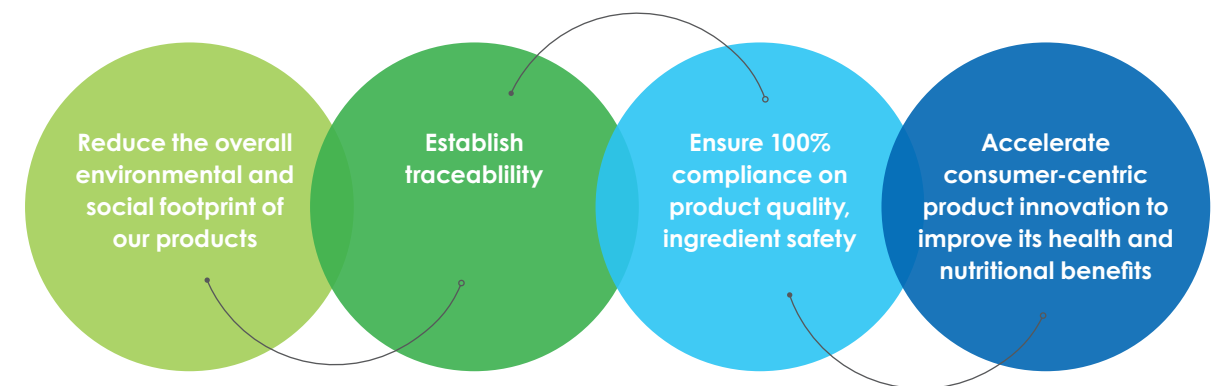 Reduce the overall
environmental and
social footprint of
our products
Establish
traceablility
Ensure 100%
compliance on
product quality,
ingredient safety
Accelerate
consumer-centric
product innovation to
improve its health and
nutritional benefits